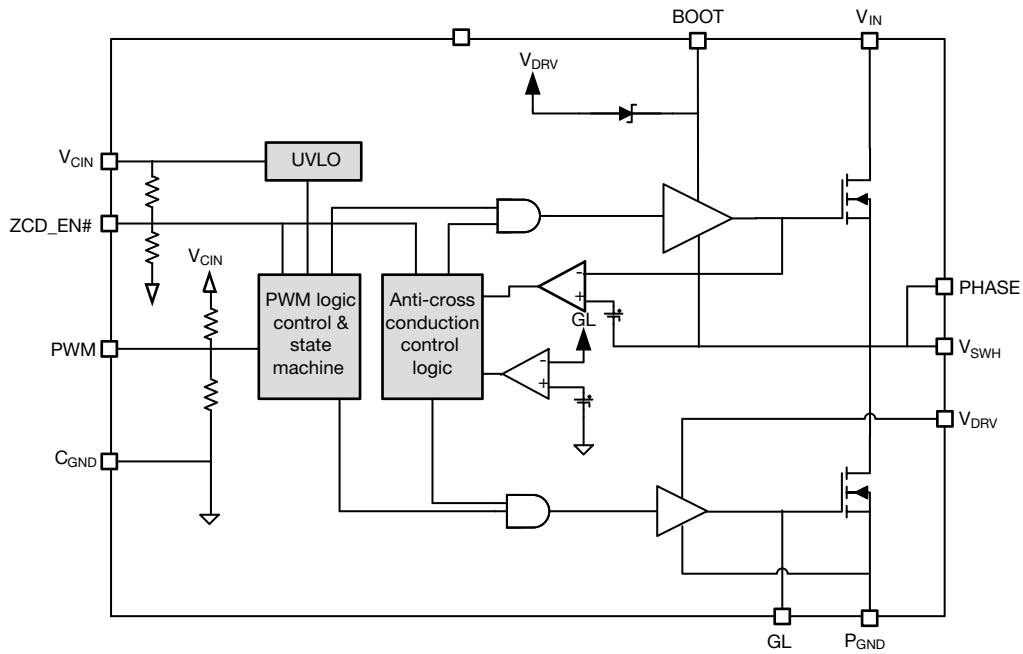 BOOT
VIN
VDRV
VCIN
UVLO
ZCD_EN#
VCIN
PWM logic
control &
state
machine
Anti-cross
conduction
control
logic
-
+
GL
-
+
PHASE
PWM
VSWH
VDRV
CGND
GL
PGND